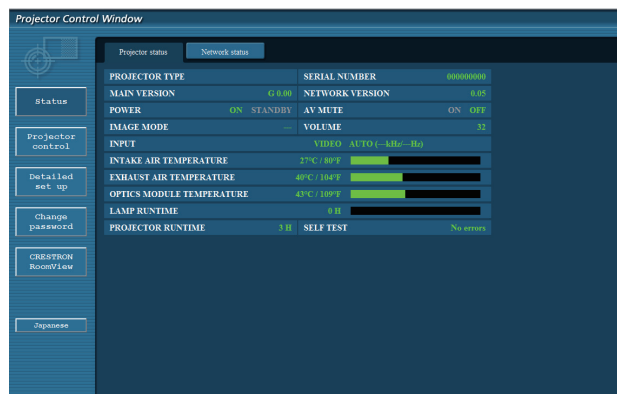 Projector Control Window
Projector status Network status
Status
Projector control
Detailed set up
Change password
CRESTRON RoomView
Japanese
PROJECTOR TYPE SERIAL NUMBER 000000000
MAIN VERSION G 0.00 NETWORK VERSION 0.05
POWER ON STANDBY AV MUTE ON OFF
IMAGE MODE --- VOLUME 32
INPUT VIDEO AUTO (---kHz/---Hz)
INTAKE AIR TEMPERATURE 27°C / 80°F
EXHAUST AIR TEMPERATURE 40°C / 104°F
OPTICS MODULE TEMPERATURE 43°C / 109°F
LAMP RUNTIME 0 H
PROJECTOR RUNTIME 3 H SELF TEST No errors